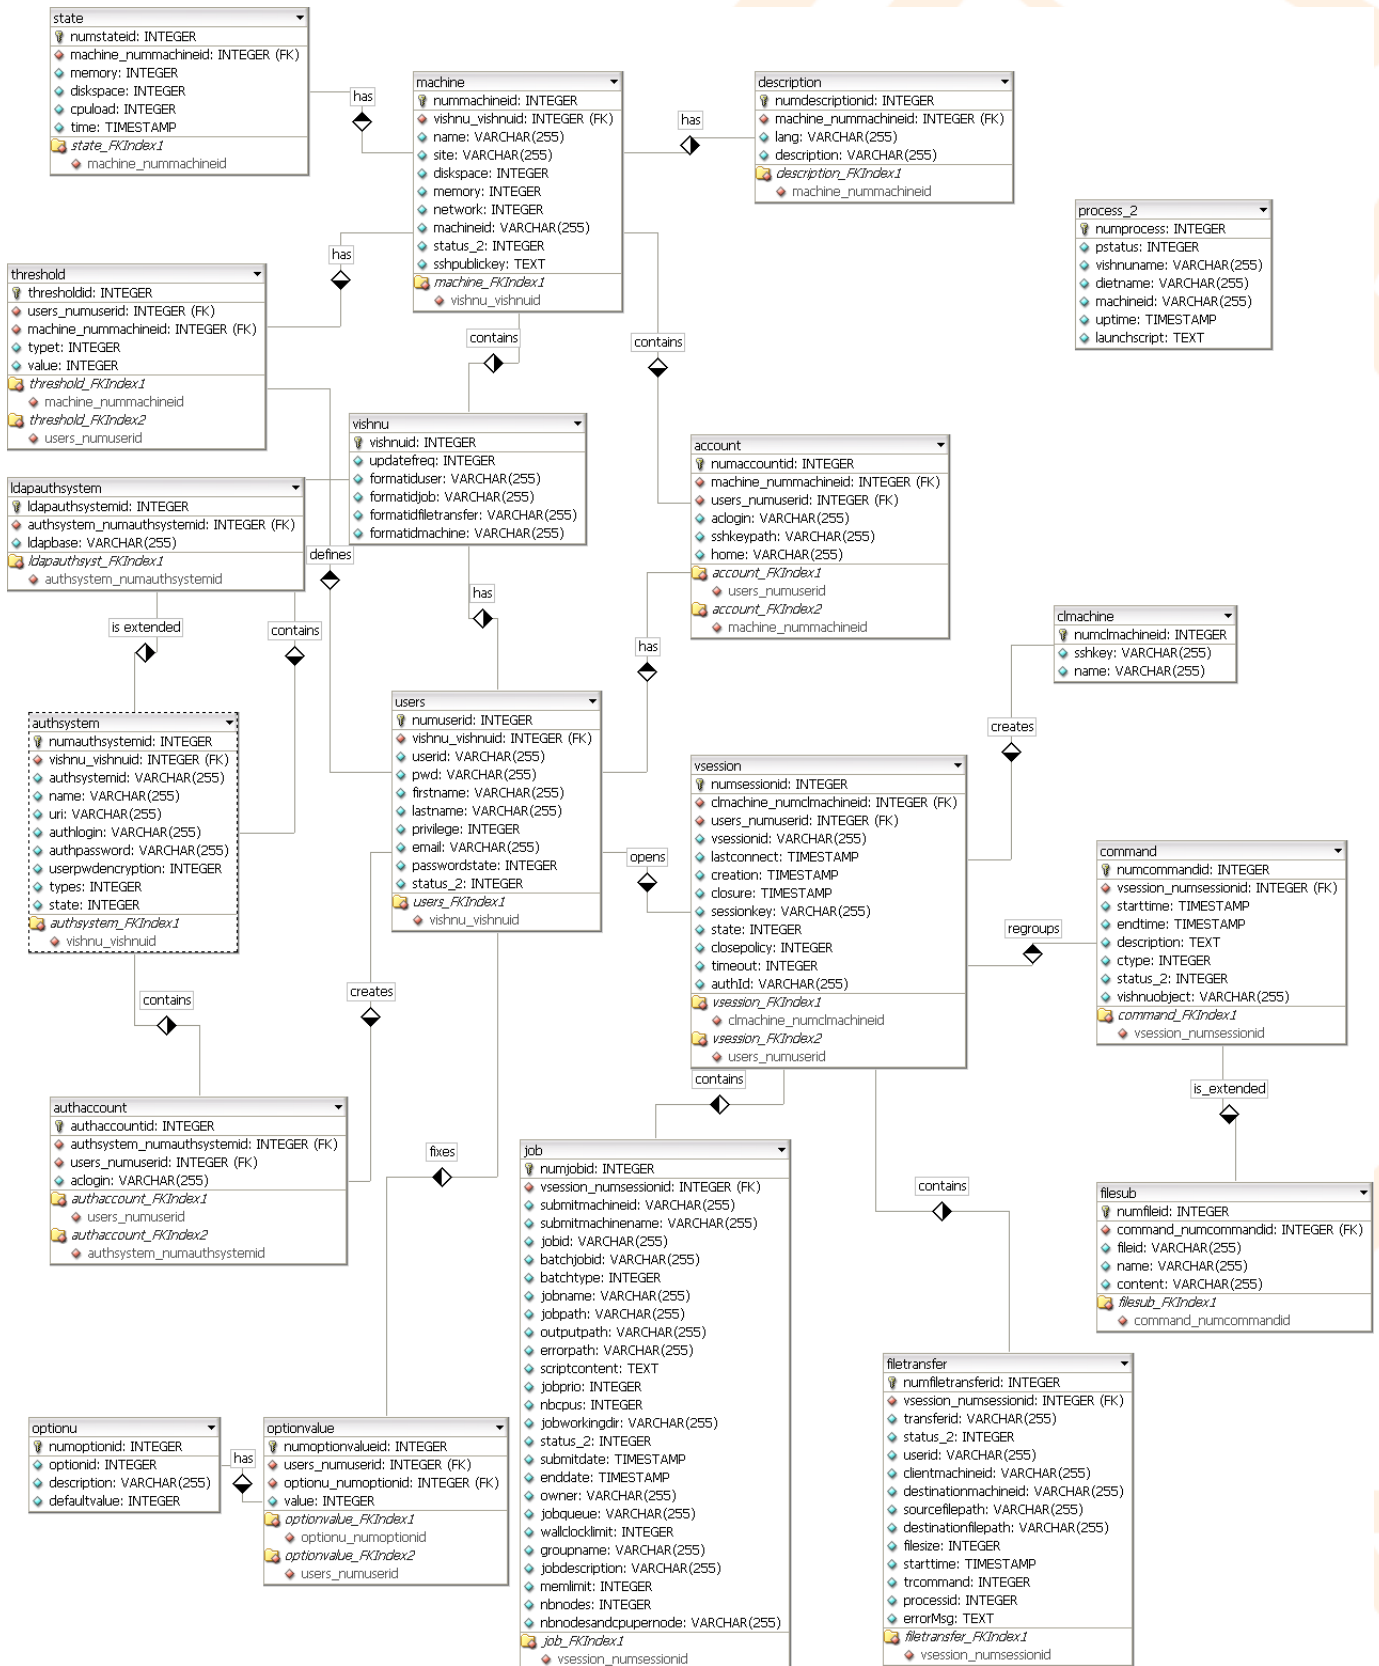 state
numstateid: INTEGER
machine_nummachineid: INTEGER (FK)
memory: INTEGER
diskspace: INTEGER
cpuload: INTEGER
time: TIMESTAMP
state_FKIndex1
machine_nummachineid
has
machine
nummachineid: INTEGER
vishnu_vishnuid: INTEGER (FK)
name: VARCHAR(255)
site: VARCHAR(255)
diskspace: INTEGER
memory: INTEGER
network: INTEGER
machineid: VARCHAR(255)
status_2: INTEGER
sshpublickey: TEXT
machine_FKIndex1
vishnu_vishnuid
has
description
numdescriptionid: INTEGER
machine_nummachineid: INTEGER (FK)
lang: VARCHAR(255)
description: VARCHAR(255)
description_FKIndex1
machine_nummachineid
process_2
numprocess: INTEGER
pstatus: INTEGER
vishnuname: VARCHAR(255)
dietname: VARCHAR(255)
machineid: VARCHAR(255)
uptime: TIMESTAMP
launchscript: TEXT
has
threshold
thresholdid: INTEGER
users_numuserid: INTEGER (FK)
machine_nummachineid: INTEGER (FK)
typet: INTEGER
value: INTEGER
threshold_FKIndex1
machine_nummachineid
threshold_FKIndex2
users_numuserid
contains
contains
vishnu
vishnuid: INTEGER
updatefreq: INTEGER
formatiduser: VARCHAR(255)
formatidjob: VARCHAR(255)
formatidfiletransfer: VARCHAR(255)
formatidmachine: VARCHAR(255)
account
numaccountid: INTEGER
machine_nummachineid: INTEGER (FK)
users_numuserid: INTEGER (FK)
aclogin: VARCHAR(255)
sshkeypath: VARCHAR(255)
home: VARCHAR(255)
account_FKIndex1
users_numuserid
account_FKIndex2
machine_nummachineid
ldapauthsystem
ldapauthsystemid: INTEGER
authsystem_numauthsystemid: INTEGER (FK)
ldapbase: VARCHAR(255)
ldapauthsyst_FKIndex1
authsystem_numauthsystemid
defines
has
is extended
contains
has
clmachine
numclmachineid: INTEGER
sshkey: VARCHAR(255)
name: VARCHAR(255)
creates
authsystem
numauthsystemid: INTEGER
vishnu_vishnuid: INTEGER (FK)
authsystemid: VARCHAR(255)
name: VARCHAR(255)
uri: VARCHAR(255)
authlogin: VARCHAR(255)
authpassword: VARCHAR(255)
userpwdencryption: INTEGER
types: INTEGER
state: INTEGER
authsystem_FKIndex1
vishnu_vishnuid
users
numuserid: INTEGER
vishnu_vishnuid: INTEGER (FK)
userid: VARCHAR(255)
pwd: VARCHAR(255)
firstname: VARCHAR(255)
lastname: VARCHAR(255)
privilege: INTEGER
email: VARCHAR(255)
passwordstate: INTEGER
status_2: INTEGER
users_FKIndex1
vishnu_vishnuid
opens
vsession
numsessionid: INTEGER
clmachine_numclmachineid: INTEGER (FK)
users_numuserid: INTEGER (FK)
vsessionid: VARCHAR(255)
lastconnect: TIMESTAMP
creation: TIMESTAMP
closure: TIMESTAMP
sessionkey: VARCHAR(255)
state: INTEGER
closepolicy: INTEGER
timeout: INTEGER
authId: VARCHAR(255)
vsession_FKIndex1
clmachine_numclmachineid
vsession_FKIndex2
users_numuserid
regroups
command
numcommandid: INTEGER
vsession_numsessionid: INTEGER (FK)
starttime: TIMESTAMP
endtime: TIMESTAMP
description: TEXT
ctype: INTEGER
status_2: INTEGER
vishnuobject: VARCHAR(255)
command_FKIndex1
vsession_numsessionid
contains
creates
contains
is_extended
authaccount
authaccountid: INTEGER
authsystem_numauthsystemid: INTEGER (FK)
users_numuserid: INTEGER (FK)
aclogin: VARCHAR(255)
authaccount_FKIndex1
users_numuserid
authaccount_FKIndex2
authsystem_numauthsystemid
fixes
job
numjobid: INTEGER
vsession_numsessionid: INTEGER (FK)
submitmachineid: VARCHAR(255)
submitmachinename: VARCHAR(255)
jobid: VARCHAR(255)
batchjobid: VARCHAR(255)
batchtype: INTEGER
jobname: VARCHAR(255)
jobpath: VARCHAR(255)
outputpath: VARCHAR(255)
errorpath: VARCHAR(255)
scriptcontent: TEXT
jobprio: INTEGER
nbcpus: INTEGER
jobworkingdir: VARCHAR(255)
status_2: INTEGER
submitdate: TIMESTAMP
enddate: TIMESTAMP
owner: VARCHAR(255)
jobqueue: VARCHAR(255)
wallclocklimit: INTEGER
groupname: VARCHAR(255)
jobdescription: VARCHAR(255)
memlimit: INTEGER
nbnodes: INTEGER
nbnodesandcpupernode: VARCHAR(255)
job_FKIndex1
vsession_numsessionid
contains
filesub
numfileid: INTEGER
command_numcommandid: INTEGER (FK)
fileid: VARCHAR(255)
name: VARCHAR(255)
content: VARCHAR(255)
filesub_FKIndex1
command_numcommandid
filetransfer
numfiletransferid: INTEGER
vsession_numsessionid: INTEGER (FK)
transferid: VARCHAR(255)
status_2: INTEGER
userid: VARCHAR(255)
clientmachineid: VARCHAR(255)
destinationmachineid: VARCHAR(255)
sourcefilepath: VARCHAR(255)
destinationfilepath: VARCHAR(255)
filesize: INTEGER
starttime: TIMESTAMP
trcommand: INTEGER
processid: INTEGER
errorMsg: TEXT
filetransfer_FKIndex1
vsession_numsessionid
optionu
numoptionid: INTEGER
optionid: INTEGER
description: VARCHAR(255)
defaultvalue: INTEGER
has
optionvalue
numoptionvalueid: INTEGER
users_numuserid: INTEGER (FK)
optionu_numoptionid: INTEGER (FK)
value: INTEGER
optionvalue_FKIndex1
optionu_numoptionid
optionvalue_FKIndex2
users_numuserid